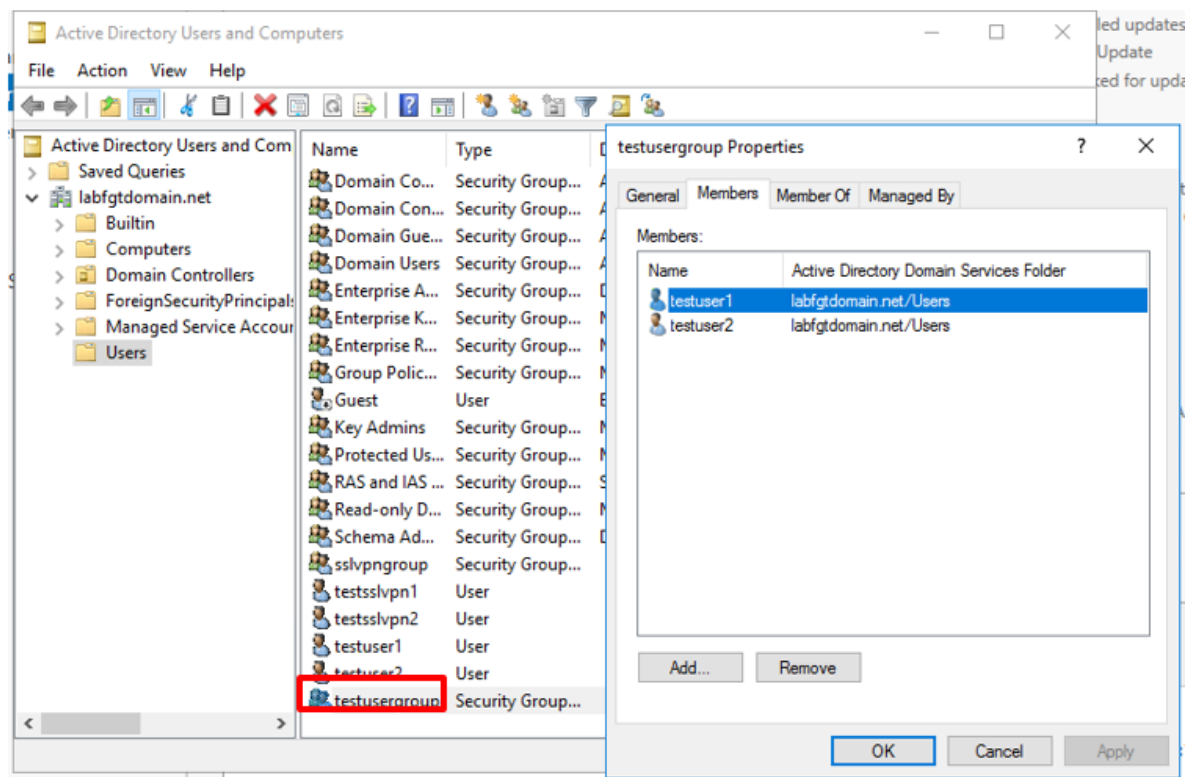 Active Directory Users and Computers
File Action View Help
led updates
Update
ked for upda
Active Directory Users and Com
Saved Queries
labfgtdomain.net
Builtin
Computers
Domain Controllers
ForeignSecurityPrincipals
Managed Service Accour
Users
Name Type
Domain Co... Security Group...
Domain Con... Security Group...
Domain Gue... Security Group...
Domain Users Security Group...
Enterprise A... Security Group...
Enterprise K... Security Group...
Enterprise R... Security Group...
Group Polic... Security Group...
Guest User
Key Admins Security Group...
Protected Us... Security Group...
RAS and IAS ... Security Group...
Read-only D... Security Group...
Schema Ad... Security Group...
sslvpngroup Security Group...
testsslvpn1 User
testsslvpn2 User
testuser1 User
testuser2 User
testusergroup Security Group...
testusergroup Properties
General Members Member Of Managed By
Members:
Name Active Directory Domain Services Folder
testuser1 labfgtdomain.net/Users
testuser2 labfgtdomain.net/Users
Add... Remove
OK Cancel Apply